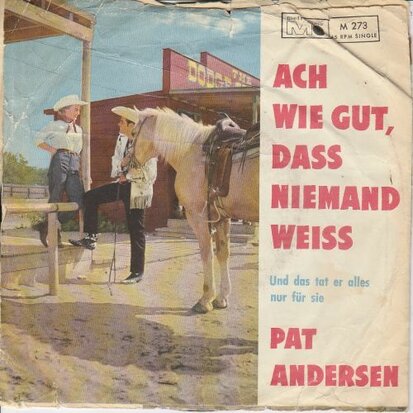 M 273
45 RPM SINGLE
THE
ACH
WIE GUT,
DASS
NIEMAND
WEISS
Und das tat er alles
nur für sie
PAT
ANDERSEN